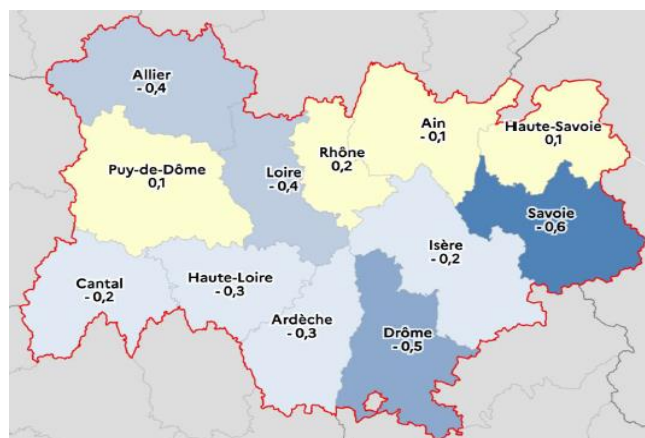 Allier
- 0,4
Puy-de-Dôme
0,1
Loire
- 0,4
Rhône
0,2
Ain
- 0,1
Haute-Savoie
0,1
Savoie
- 0,6
Isère
- 0,2
Cantal
- 0,2
Haute-Loire
- 0,3
Ardèche
- 0,3
Drôme
- 0,5